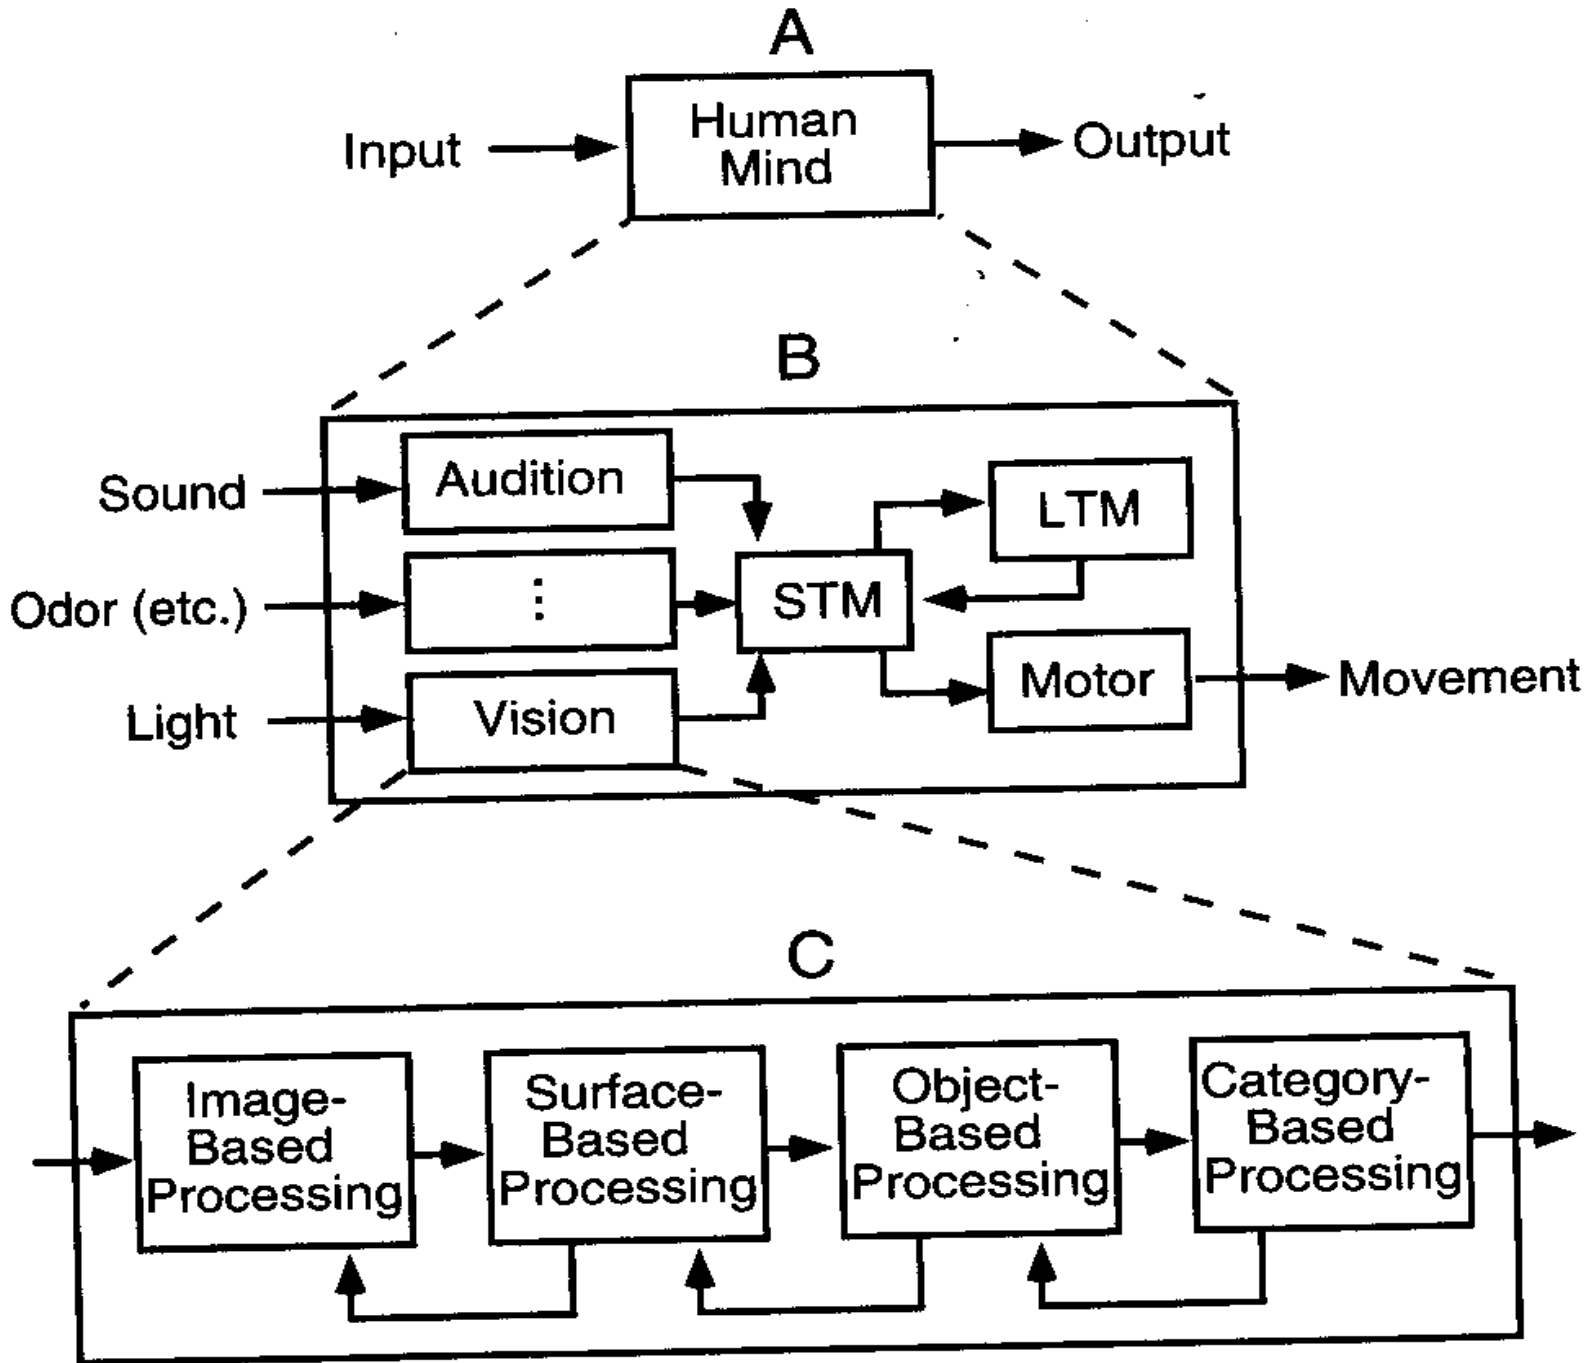 A
Input
Human
Mind
Output
B
Sound
Audition
LTM
Odor (etc.)
⋮
STM
Light
Vision
Motor
Movement
C
Image-
Based
Processing
Surface-
Based
Processing
Object-
Based
Processing
Category-
Based
Processing